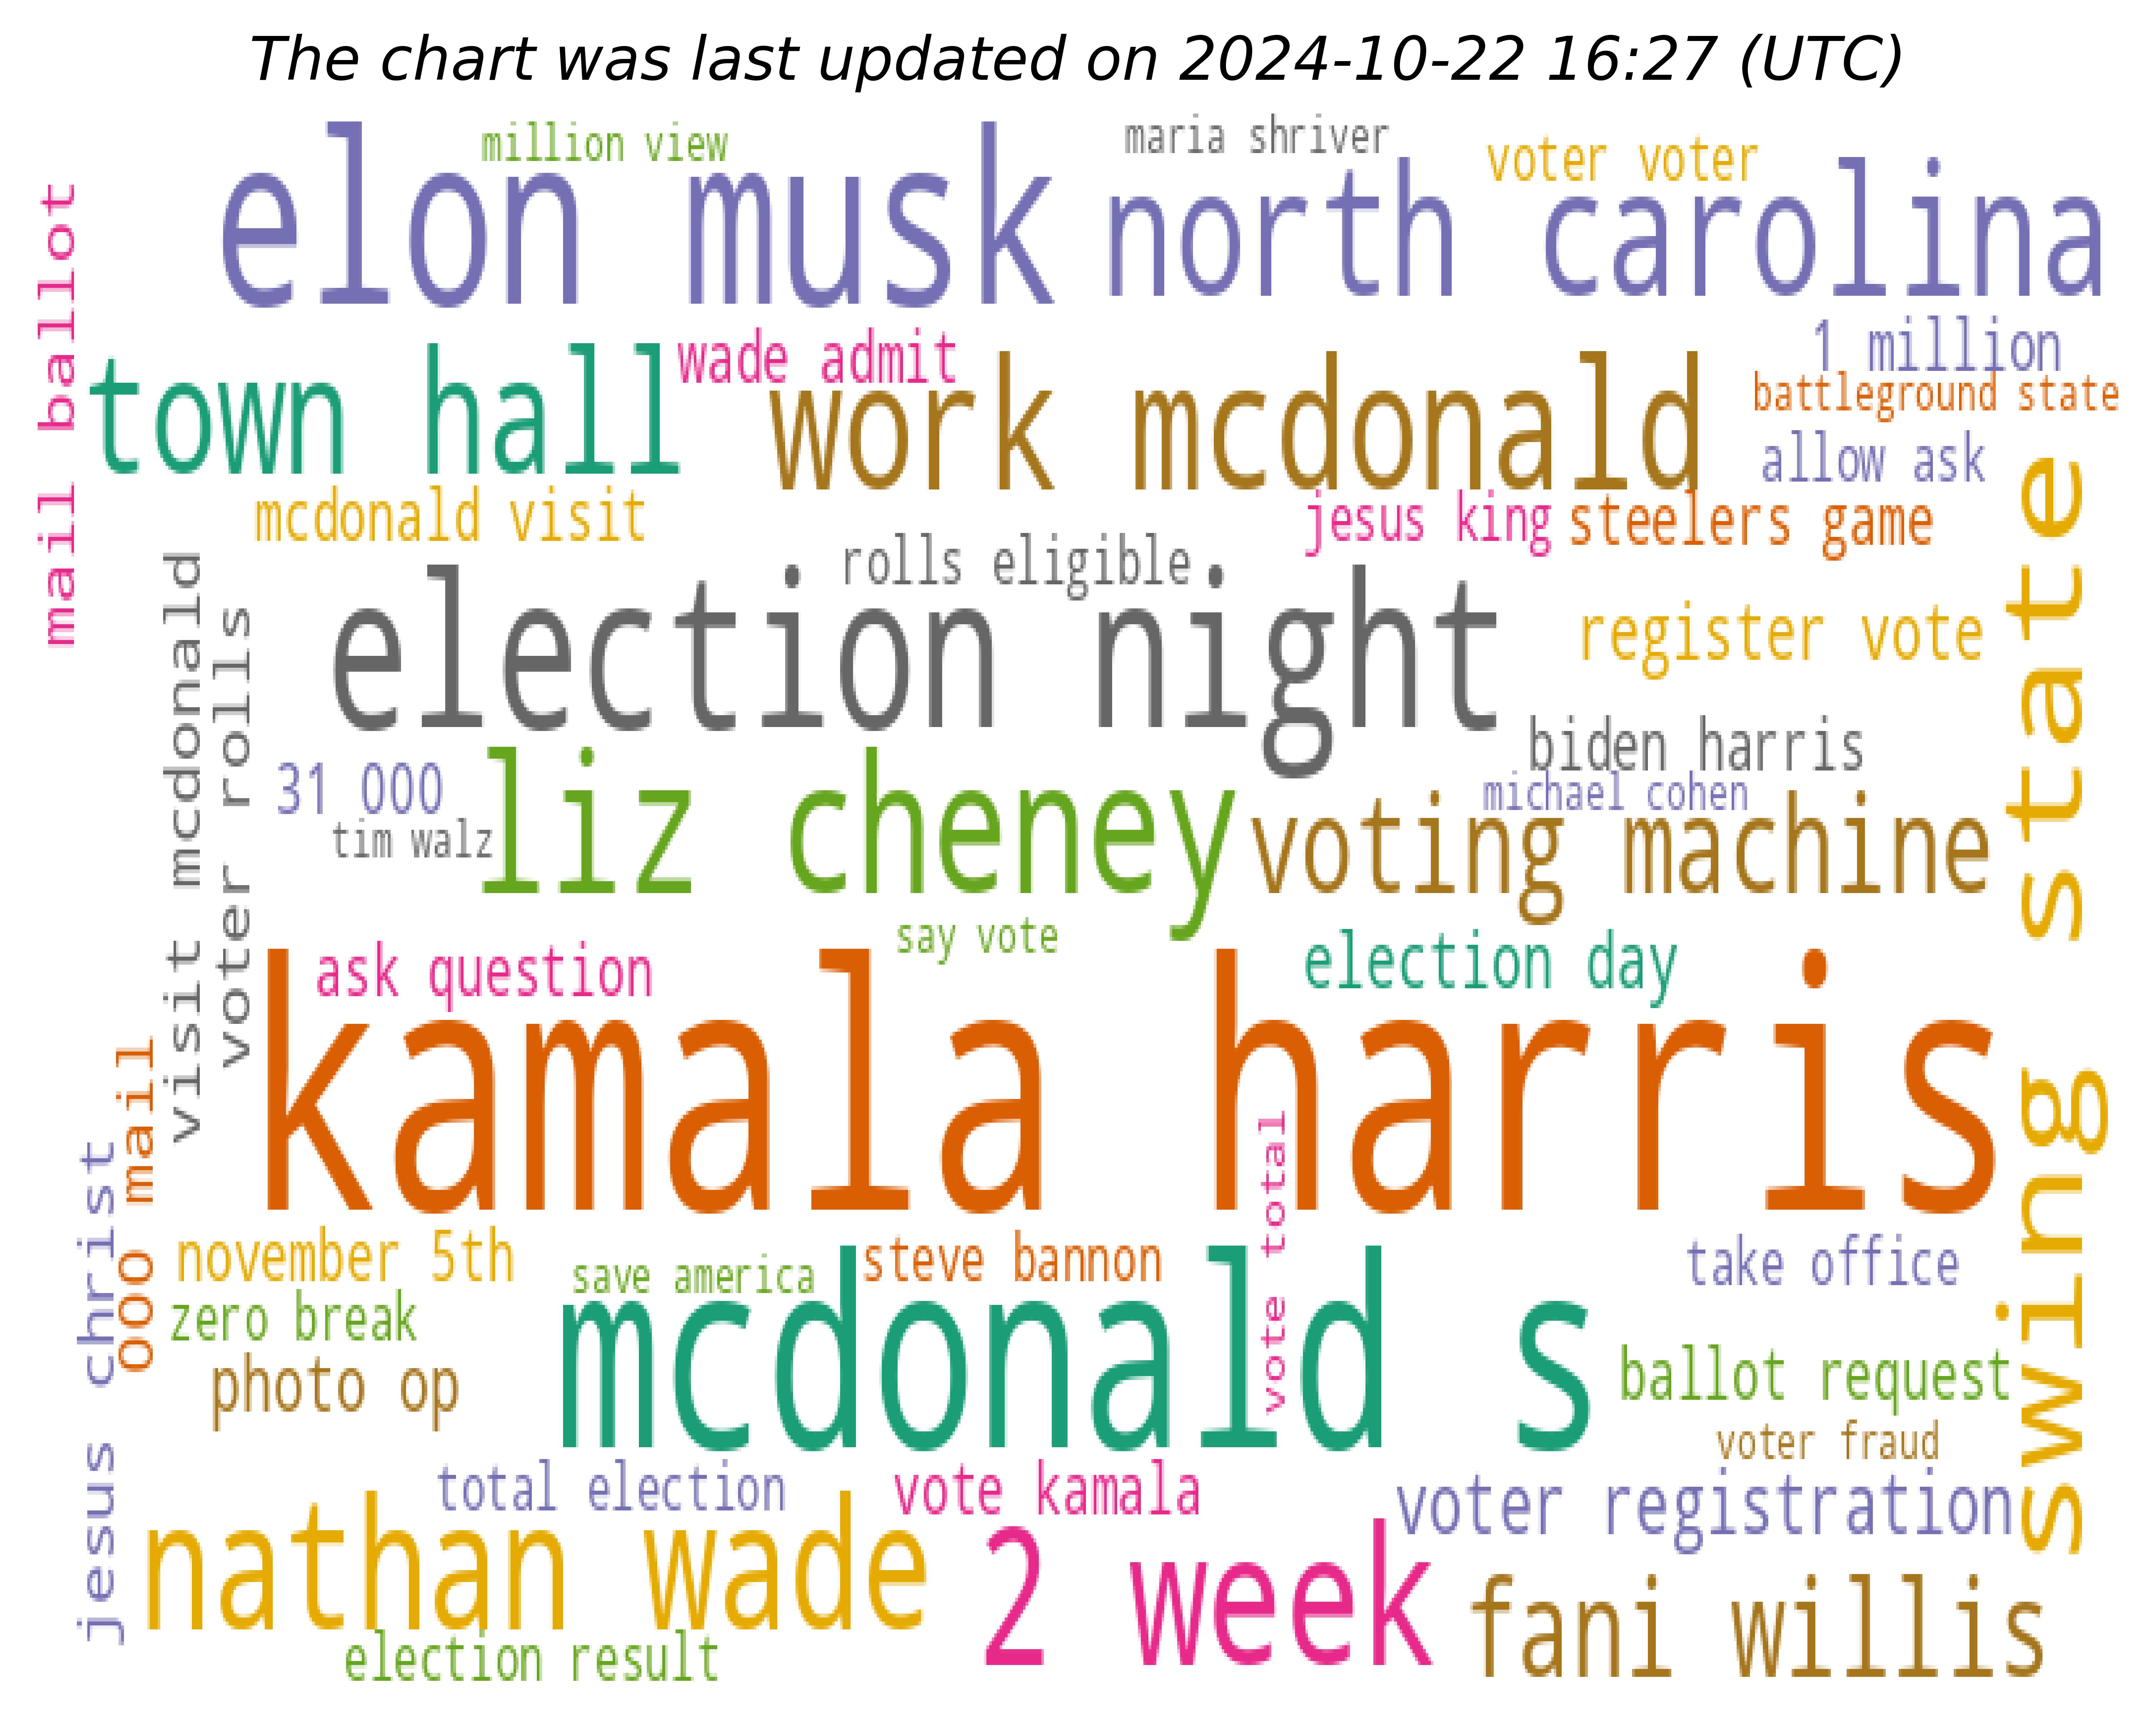 The chart was last updated on 2024-10-22 16:27 (UTC)
million view
maria shriver
voter voter
elon musk
north carolina
mail ballot
town hall
wade admit
work mcdonald
1 million
battleground state
allow ask
mcdonald visit
jesus king
steelers game
rolls eligible
election night
register vote
swing state
visit mcdonald
voter rolls
biden harris
31 000
tim walz
liz cheney
michael cohen
voting machine
say vote
ask question
election day
kamala harris
000 mail
jesus christ
vote total
november 5th
save america
steve bannon
take office
zero break
mcdonald s
photo op
ballot request
voter fraud
total election
vote kamala
voter registration
nathan wade
2 week
fani willis
election result